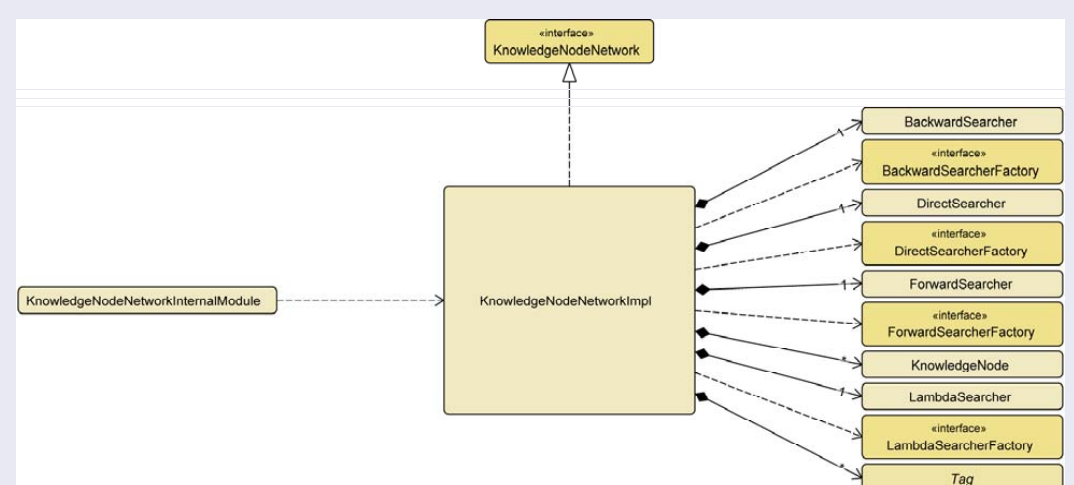 «interface»
KnowledgeNodeNetwork
BackwardSearcher
1
«interface»
BackwardSearcherFactory
DirectSearcher
1
«interface»
DirectSearcherFactory
KnowledgeNodeNetworkInternalModule
KnowledgeNodeNetworkImpl
ForwardSearcher
1
«interface»
ForwardSearcherFactory
KnowledgeNode
*
LambdaSearcher
1
«interface»
LambdaSearcherFactory
*
Tag